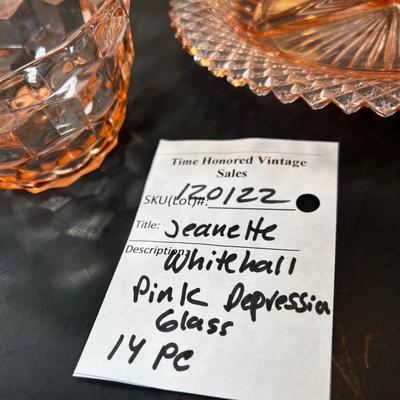 Time Honored Vintage
Sales
SKU(Lot)#: 120122
Title: Jeanette
Description:
Whitehall
Pink Depression
Glass
14 pc